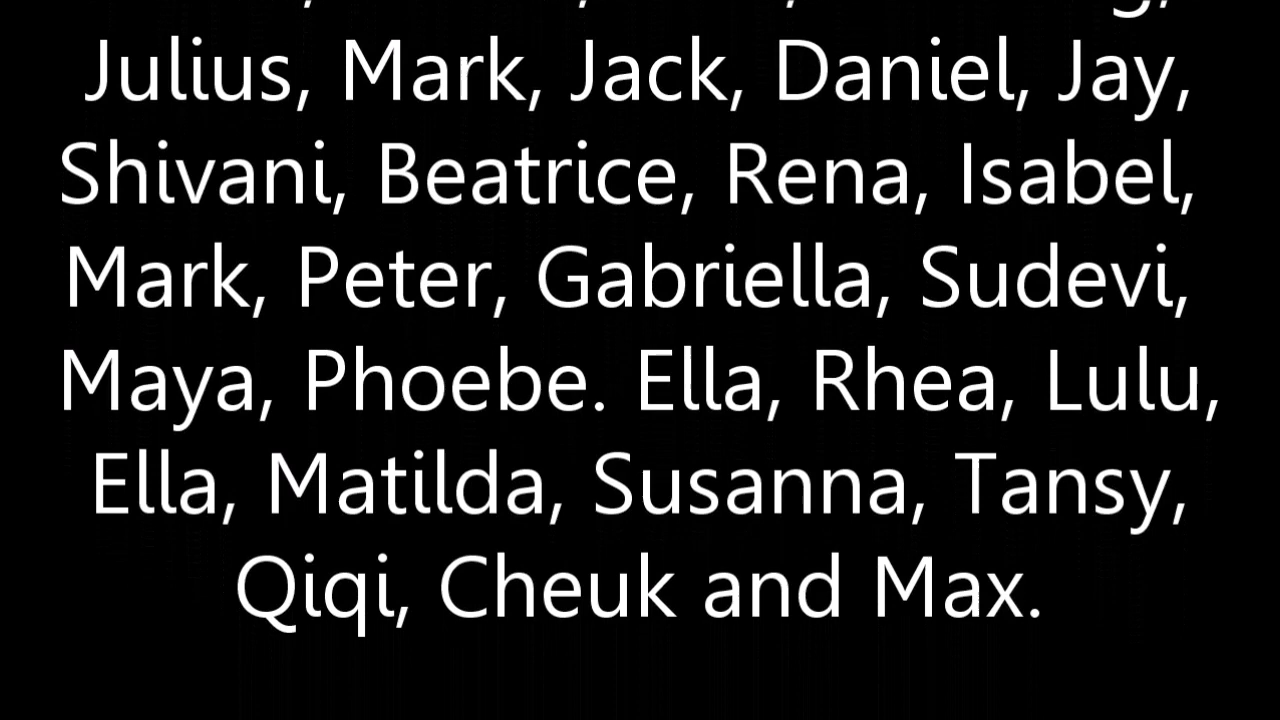 Julius, Mark, Jack, Daniel, Jay,
Shivani, Beatrice, Rena, Isabel,
Mark, Peter, Gabriella, Sudevi,
Maya, Phoebe. Ella, Rhea, Lulu,
Ella, Matilda, Susanna, Tansy,
Qiqi, Cheuk and Max.